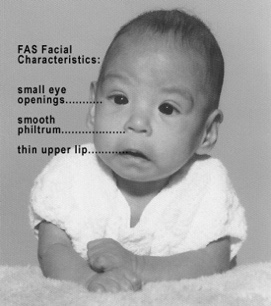 FAS Facial
Characteristics:
small eye
openings...........
smooth
philtrum...................
thin upper lip...........